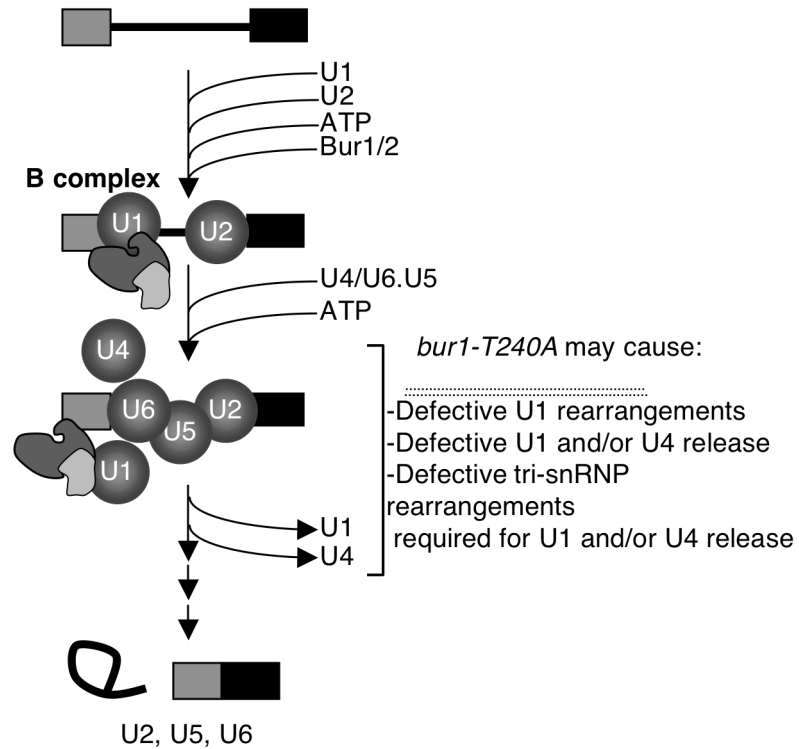 U1
U2
ATP
Bur1/2
B complex
U1
U2
U4/U6.U5
ATP
U4
U6
U5
U2
U1
bur1-T240A may cause:
-Defective U1 rearrangements
-Defective U1 and/or U4 release
-Defective tri-snRNP
rearrangements
required for U1 and/or U4 release
U1
U4
U2, U5, U6